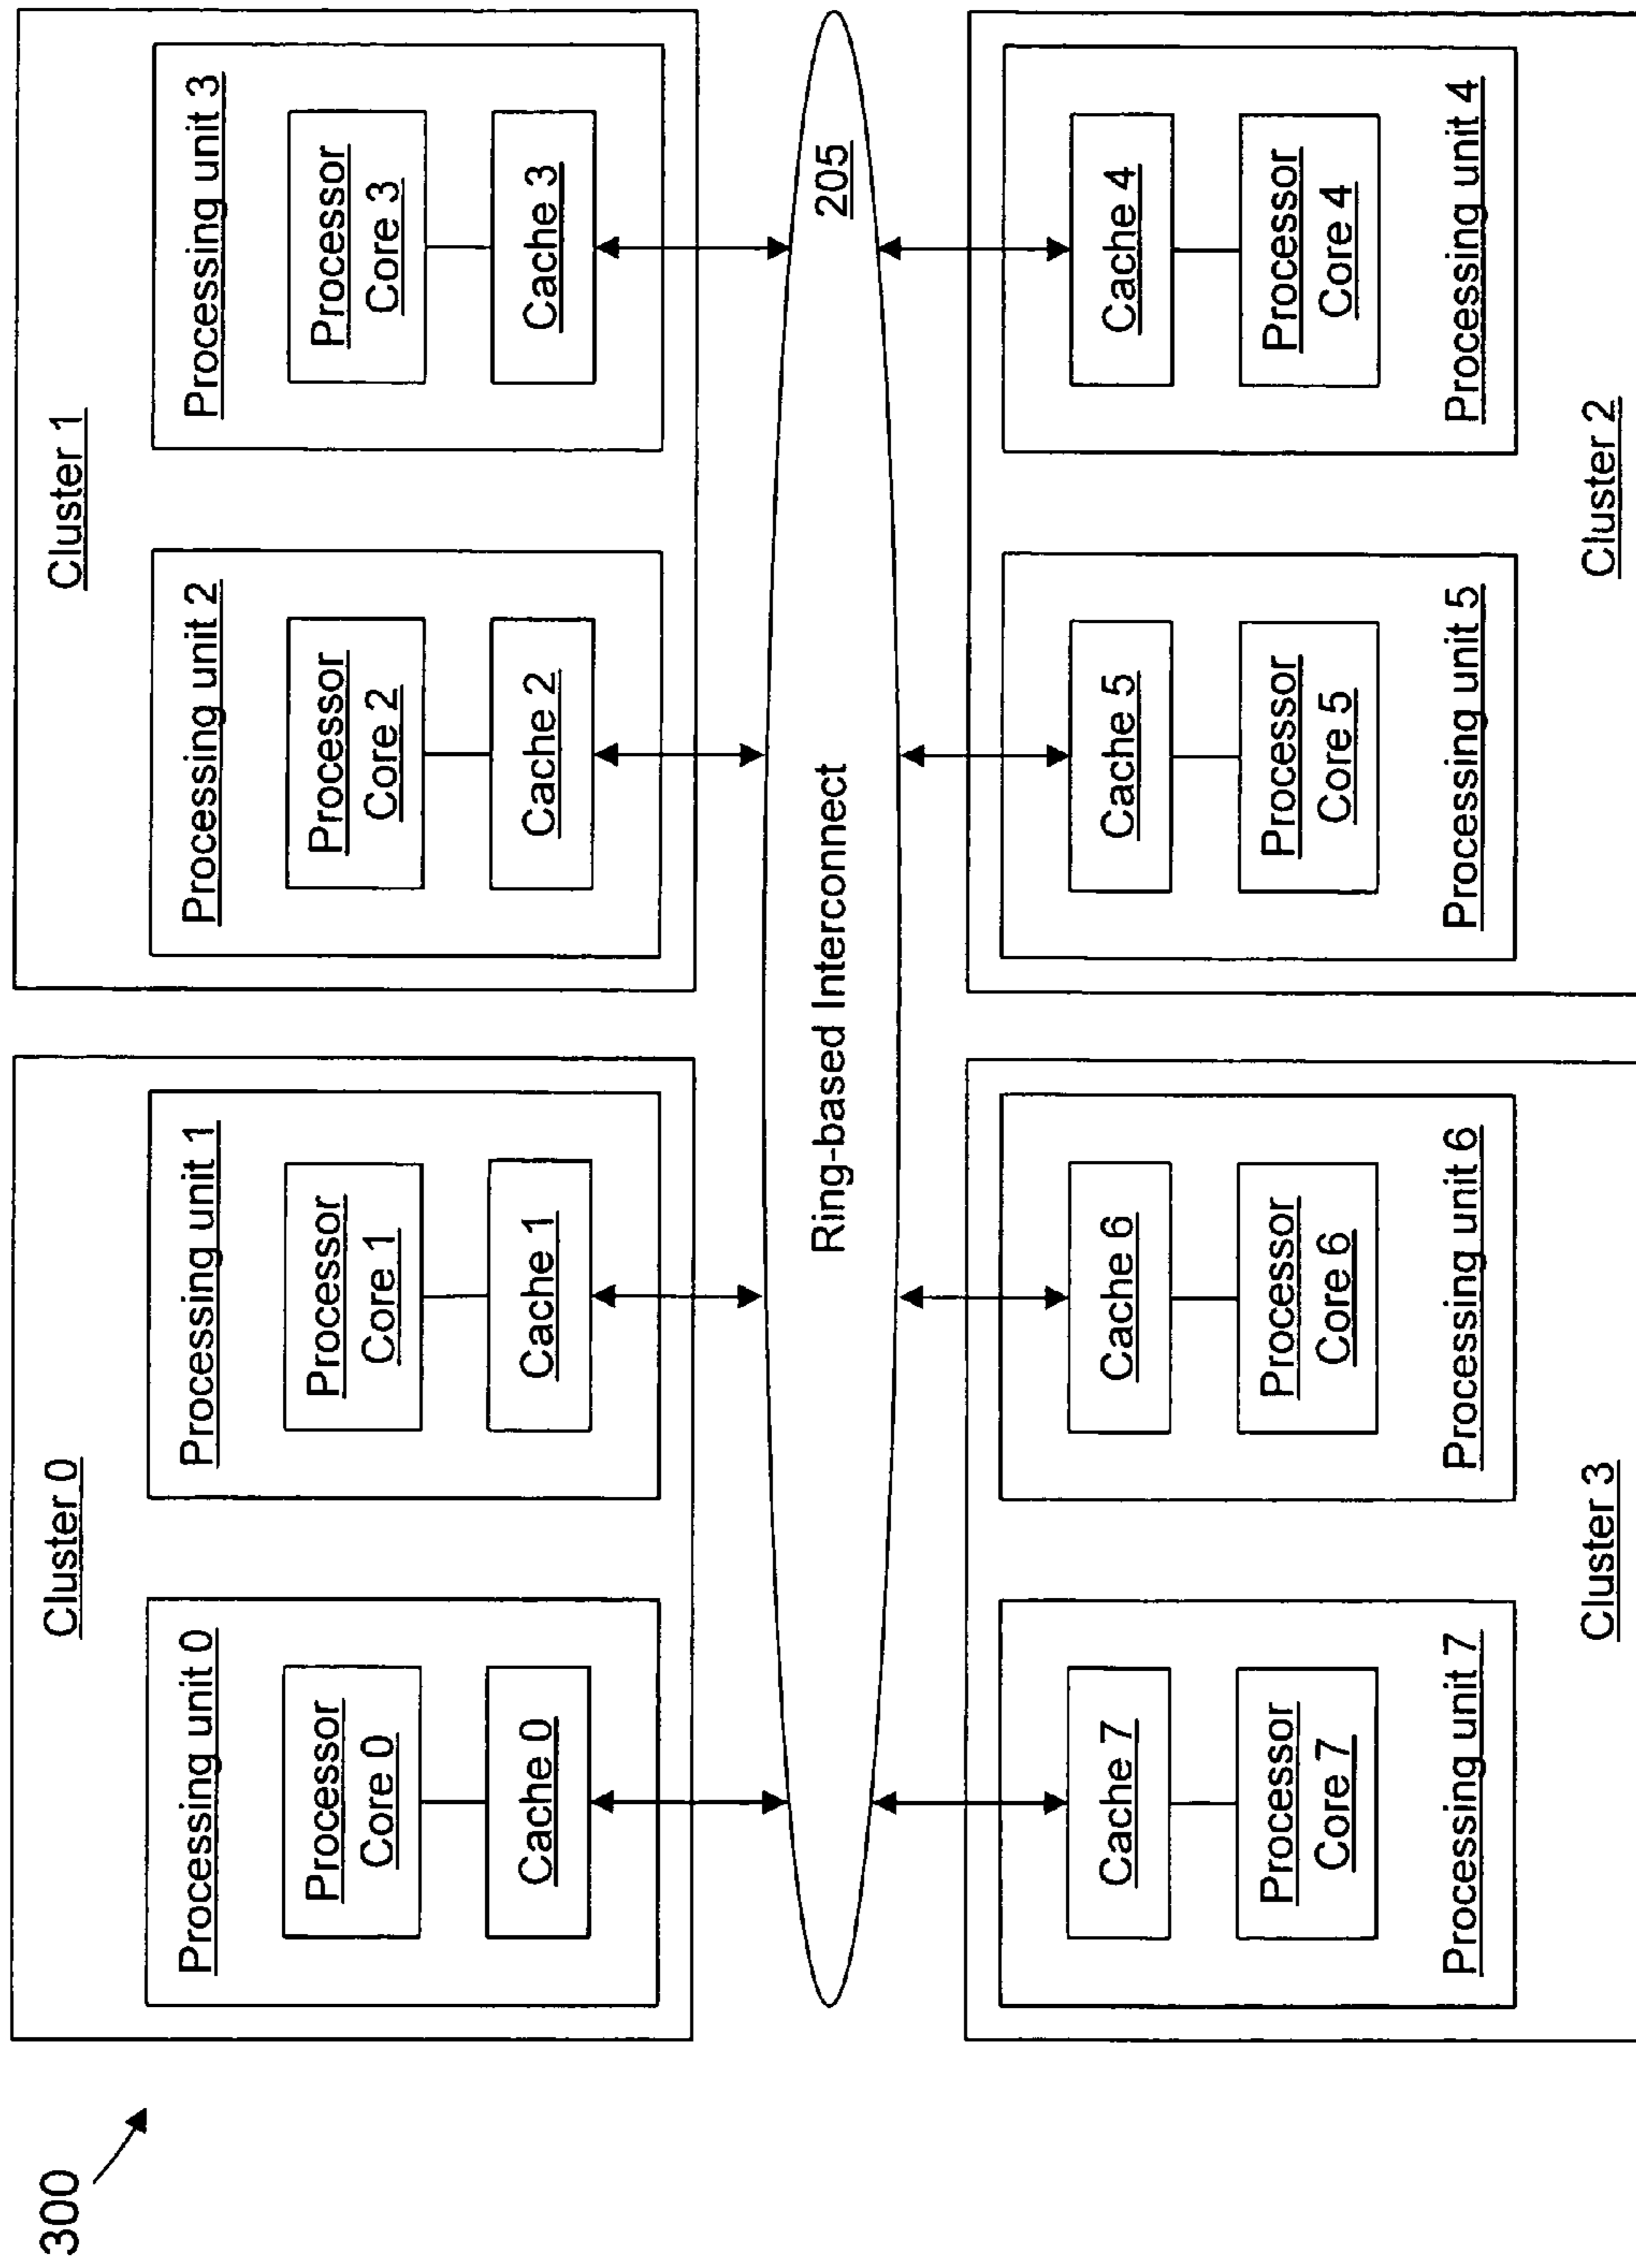 300
Cluster 0
Processing unit 0
Processor
Core 0
Cache 0
Processing unit 1
Processor
Core 1
Cache 1
Cluster 1
Processing unit 2
Processor
Core 2
Cache 2
Processing unit 3
Processor
Core 3
Cache 3
Ring-based Interconnect
205
Cache 7
Processor
Core 7
Processing unit 7
Cache 6
Processor
Core 6
Processing unit 6
Cluster 3
Cache 5
Processor
Core 5
Processing unit 5
Cache 4
Processor
Core 4
Processing unit 4
Cluster 2